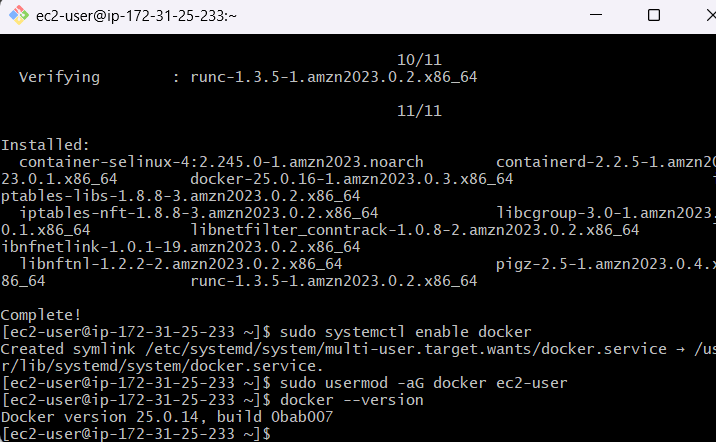 ec2-user@ip-172-31-25-233:~
10/11
Verifying : runc-1.3.5-1.amzn2023.0.2.x86_64
11/11
Installed:
container-selinux-4:2.245.0-1.amzn2023.noarch containerd-2.2.5-1.amzn20
23.0.1.x86_64 docker-25.0.16-1.amzn2023.0.3.x86_64 i
ptables-libs-1.8.8-3.amzn2023.0.2.x86_64
iptables-nft-1.8.8-3.amzn2023.0.2.x86_64 libcgroup-3.0-1.amzn2023.
0.1.x86_64 libnetfilter_conntrack-1.0.8-2.amzn2023.0.2.x86_64
ibnfnetlink-1.0.1-19.amzn2023.0.2.x86_64
libnftnl-1.2.2-2.amzn2023.0.2.x86_64 pigz-2.5-1.amzn2023.0.4.x
86_64 runc-1.3.5-1.amzn2023.0.2.x86_64
Complete!
[ec2-user@ip-172-31-25-233 ~]$ sudo systemctl enable docker
Created symlink /etc/systemd/system/multi-user.target.wants/docker.service → /us
r/lib/systemd/system/docker.service.
[ec2-user@ip-172-31-25-233 ~]$ sudo usermod -aG docker ec2-user
[ec2-user@ip-172-31-25-233 ~]$ docker --version
Docker version 25.0.14, build 0bab007
[ec2-user@ip-172-31-25-233 ~]$